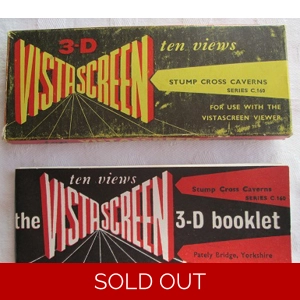 3-D
ten views
VISTASCREEN
STUMP CROSS CAVERNS
SERIES C.168
FOR USE WITH THE
VISTASCREEN VIEWER
ten views
Stump Cross Caverns
SERIES C.168
the VISTASCREEN 3-D booklet
Pately Bridge, Yorkshire
SOLD OUT